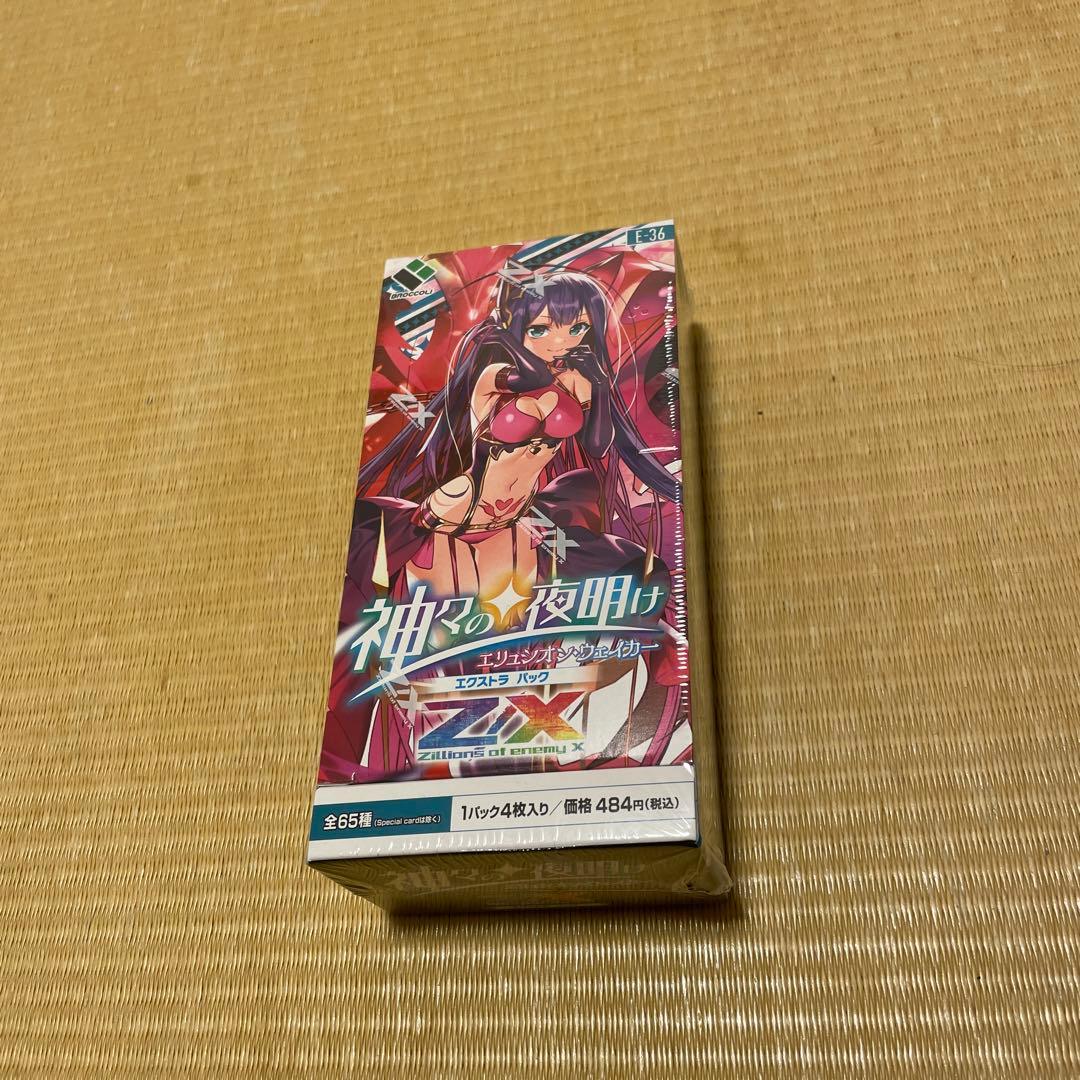 E-36
BROCCOLI
Z/X
Z/X
Z/X
神々の夜明け
エリュシオン・ウェイカー
エクストラ パック
Z/X
Zillions of enemy X
全65種(Special cardは除く)
1パック4枚入り/価格 484円(税込)
神々の夜明け